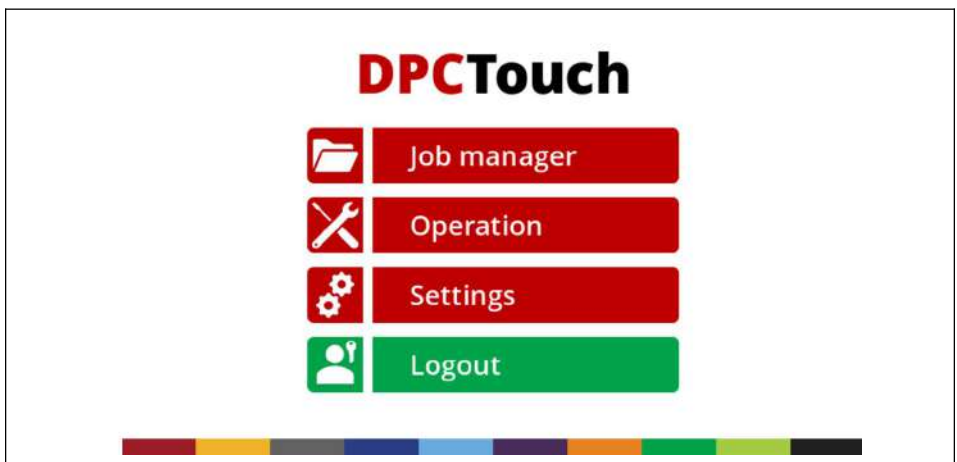 DPCTouch
Job manager
Operation
Settings
Logout